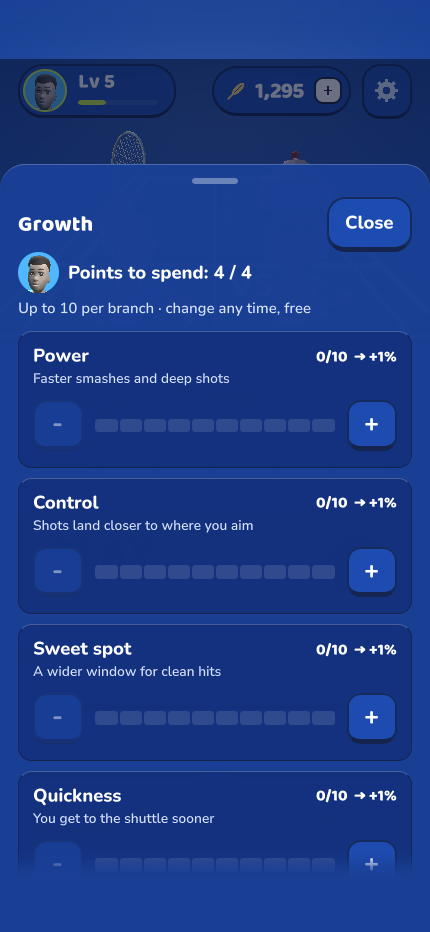 Lv 5
1,295
+
Growth
Close
Points to spend: 4 / 4
Up to 10 per branch · change any time, free
Power
0/10 → +1%
Faster smashes and deep shots
-
+
Control
0/10 → +1%
Shots land closer to where you aim
-
+
Sweet spot
0/10 → +1%
A wider window for clean hits
-
+
Quickness
0/10 → +1%
You get to the shuttle sooner
-
+